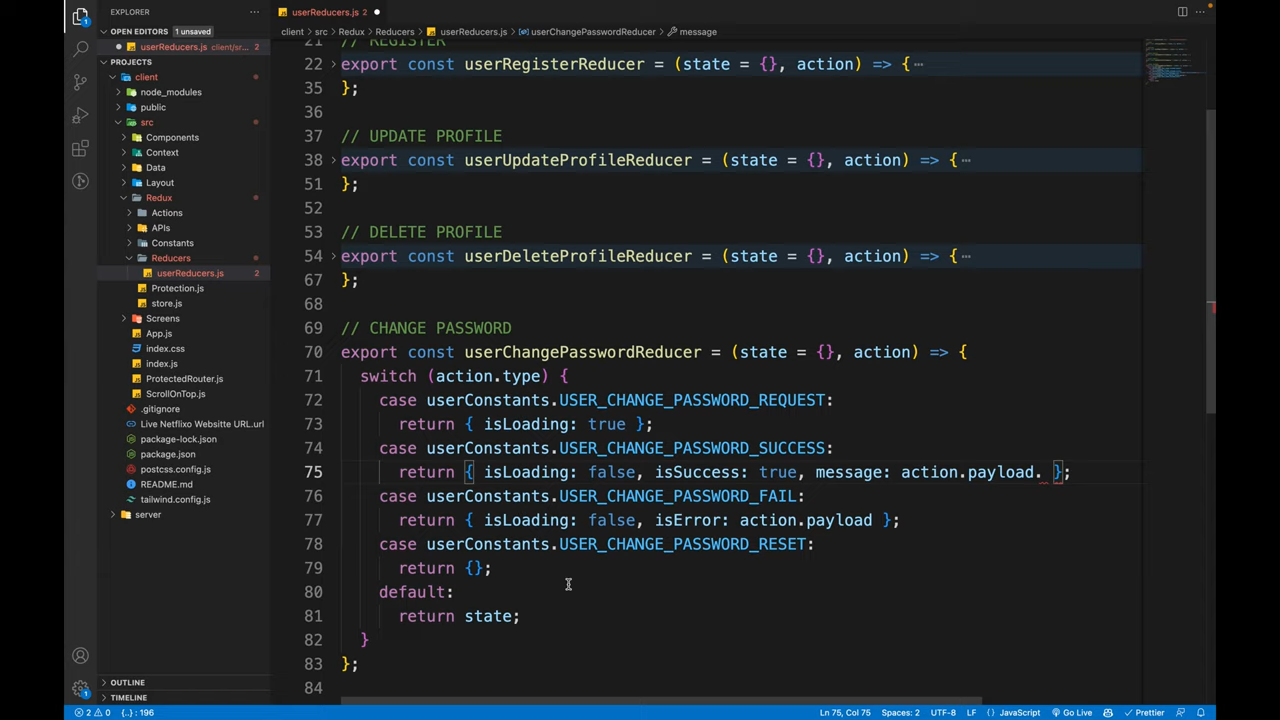 EXPLORER
OPEN EDITORS 1 unsaved
userReducers.js client/sr... 2
PROJECTS
client
node_modules
public
src
Components
Context
Data
Layout
Redux
Actions
APIs
Constants
Reducers
userReducers.js 2
Protection.js
store.js
Screens
App.js
index.css
index.js
ProtectedRouter.js
ScrollOnTop.js
.gitignore
Live Netflixo Websitte URL.url
package-lock.json
package.json
postcss.config.js
README.md
tailwind.config.js
server
OUTLINE
TIMELINE
userReducers.js 2
client > src > Redux > Reducers > userReducers.js > userChangePasswordReducer > message
21 // REGISTER
22 export const userRegisterReducer = (state = {}, action) => {…
35 };
36
37 // UPDATE PROFILE
38 export const userUpdateProfileReducer = (state = {}, action) => {…
51 };
52
53 // DELETE PROFILE
54 export const userDeleteProfileReducer = (state = {}, action) => {…
67 };
68
69 // CHANGE PASSWORD
70 export const userChangePasswordReducer = (state = {}, action) => {
71 switch (action.type) {
72 case userConstants.USER_CHANGE_PASSWORD_REQUEST:
73 return { isLoading: true };
74 case userConstants.USER_CHANGE_PASSWORD_SUCCESS:
75 return { isLoading: false, isSuccess: true, message: action.payload. };
76 case userConstants.USER_CHANGE_PASSWORD_FAIL:
77 return { isLoading: false, isError: action.payload };
78 case userConstants.USER_CHANGE_PASSWORD_RESET:
79 return {};
80 default:
81 return state;
82 }
83 };
84
2 0 {..} : 196 Ln 75, Col 75 Spaces: 2 UTF-8 LF {} JavaScript Go Live Prettier